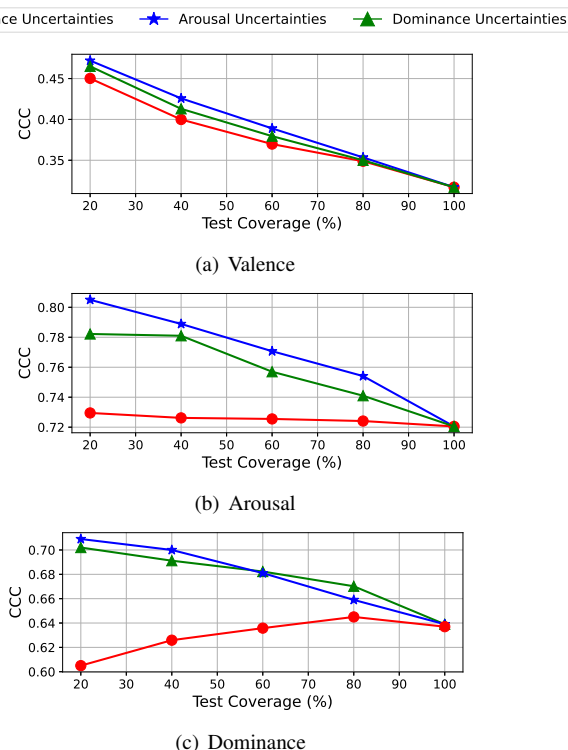 nce Uncertainties Arousal Uncertainties Dominance Uncertainties
0.45
0.40
0.35
CCC
20 30 40 50 60 70 80 90 100
Test Coverage (%)
(a) Valence
0.80
0.78
0.76
0.74
0.72
CCC
20 30 40 50 60 70 80 90 100
Test Coverage (%)
(b) Arousal
0.70
0.68
0.66
0.64
0.62
0.60
CCC
20 30 40 50 60 70 80 90 100
Test Coverage (%)
(c) Dominance